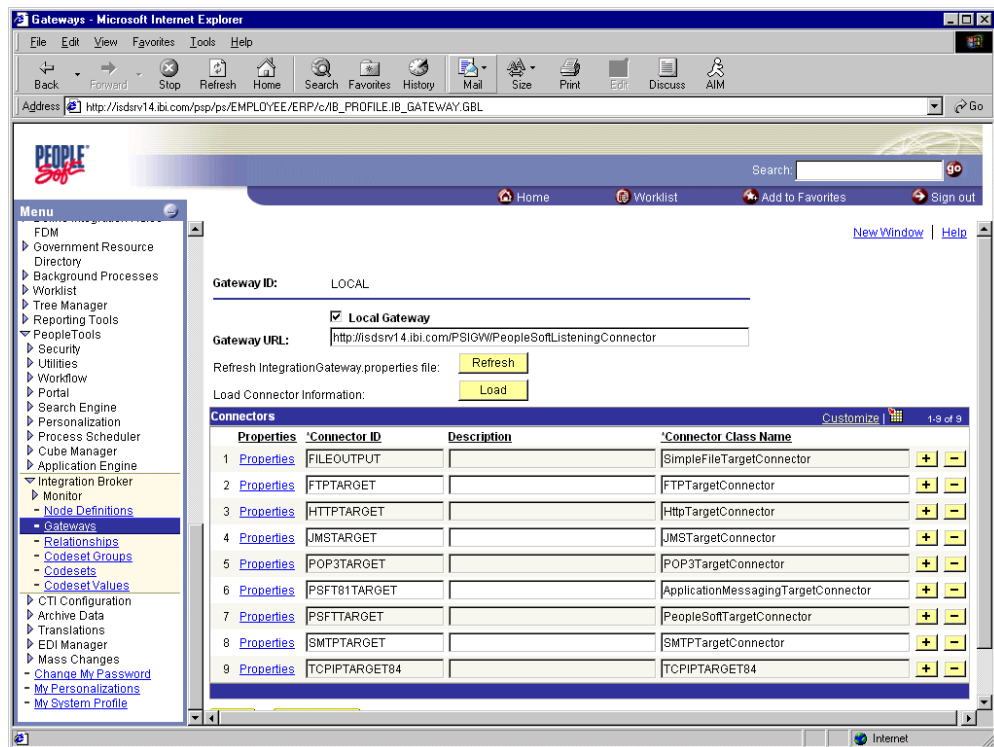 Gateways - Microsoft Internet Explorer
File Edit View Favorites Tools Help
Back Forward Stop Refresh Home Search Favorites History Mail Size Print Edit Discuss AIM
Address http://isdsrv14.ibi.com/psp/ps/EMPLOYEE/ERP/c/IB_PROFILE.IB_GATEWAY.GBL Go
PEOPLE Soft
Search: go
Home Worklist Add to Favorites Sign out
Menu
FDM
Government Resource
Directory
Background Processes
Worklist
Tree Manager
Reporting Tools
PeopleTools
Security
Utilities
Workflow
Portal
Search Engine
Personalization
Process Scheduler
Cube Manager
Application Engine
Integration Broker
Monitor
- Node Definitions
- Gateways
- Relationships
- Codeset Groups
- Codesets
- Codeset Values
CTI Configuration
Archive Data
Translations
EDI Manager
Mass Changes
- Change My Password
- My Personalizations
- My System Profile
New Window | Help
Gateway ID: LOCAL
Local Gateway
Gateway URL: http://isdsrv14.ibi.com/PSIGW/PeopleSoftListeningConnector
Refresh IntegrationGateway.properties file: Refresh
Load Connector Information: Load
Connectors Customize | 1-9 of 9
Properties *Connector ID Description *Connector Class Name
1 Properties FILEOUTPUT SimpleFileTargetConnector + -
2 Properties FTPTARGET FTPTargetConnector + -
3 Properties HTTPTARGET HttpTargetConnector + -
4 Properties JMSTARGET JMSTargetConnector + -
5 Properties POP3TARGET POP3TargetConnector + -
6 Properties PSFT81TARGET ApplicationMessagingTargetConnector + -
7 Properties PSFTTARGET PeopleSoftTargetConnector + -
8 Properties SMTPTARGET SMTPTargetConnector + -
9 Properties TCPIPTARGET84 TCPIPTARGET84 + -
Internet